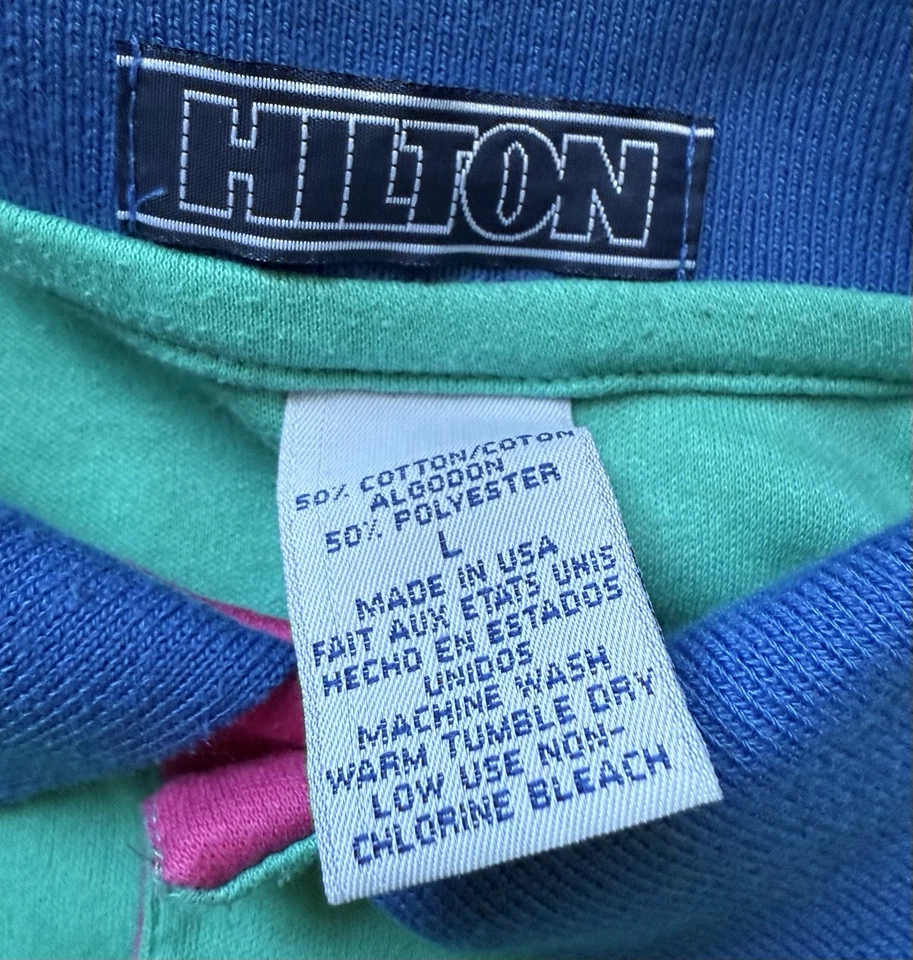 HILTON
50% COTTON/COTON
ALGODON
50% POLYESTER
L
MADE IN USA
FAIT AUX ETATS UNIS
HECHO EN ESTADOS
UNIDOS
MACHINE WASH
WARM TUMBLE DRY
LOW USE NON-
CHLORINE BLEACH